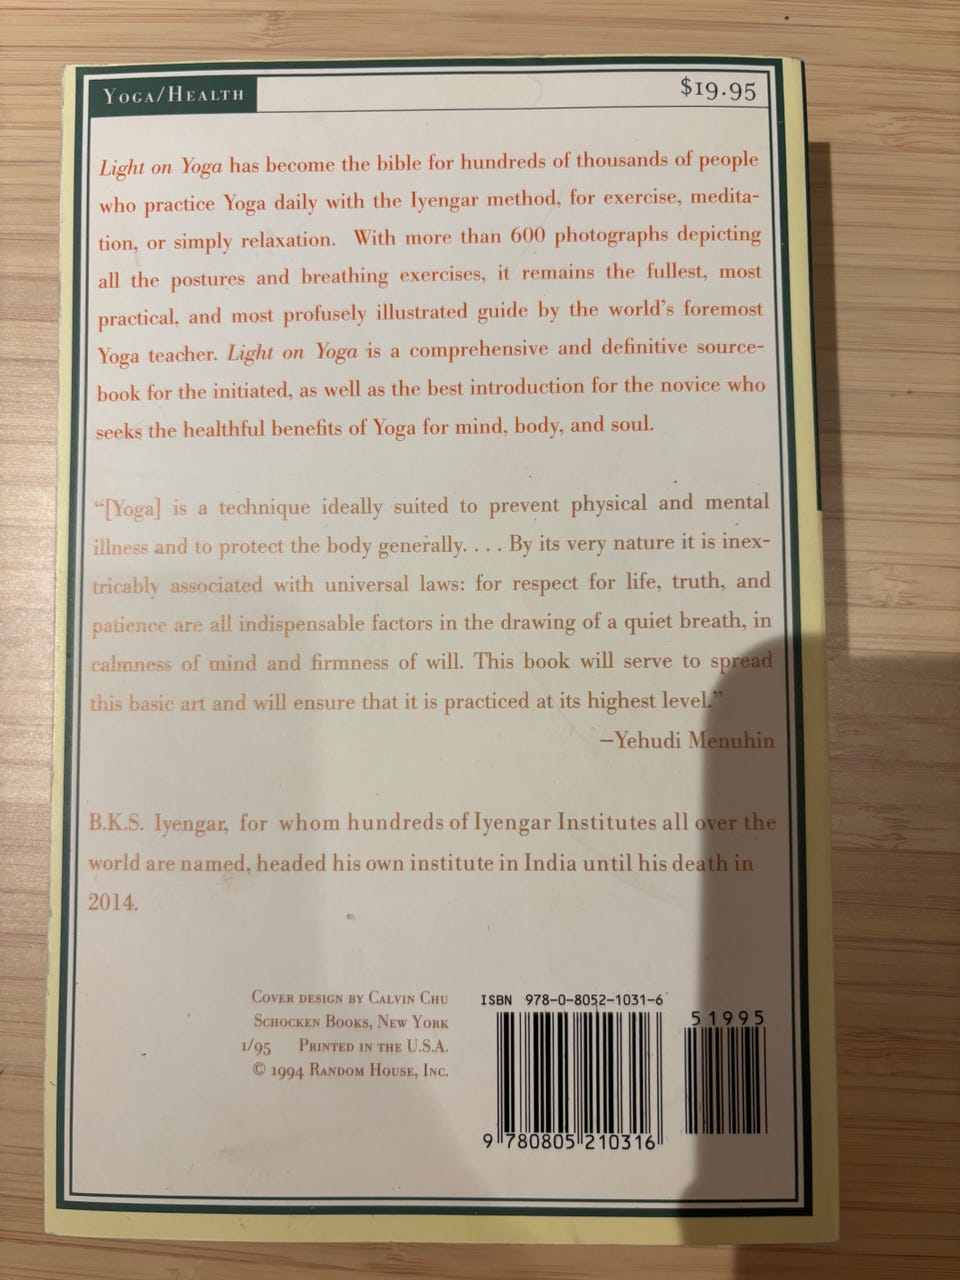 YOGA/HEALTH
$19.95
Light on Yoga has become the bible for hundreds of thousands of people
who practice Yoga daily with the Iyengar method, for exercise, medita-
tion, or simply relaxation. With more than 600 photographs depicting
all the postures and breathing exercises, it remains the fullest, most
practical, and most profusely illustrated guide by the world's foremost
Yoga teacher. Light on Yoga is a comprehensive and definitive source-
book for the initiated, as well as the best introduction for the novice who
seeks the healthful benefits of Yoga for mind, body, and soul.
“[Yoga] is a technique ideally suited to prevent physical and mental
illness and to protect the body generally. . . . By its very nature it is inex-
tricably associated with universal laws: for respect for life, truth, and
patience are all indispensable factors in the drawing of a quiet breath, in
calmness of mind and firmness of will. This book will serve to spread
this basic art and will ensure that it is practiced at its highest level.”
—Yehudi Menuhin
B.K.S. Iyengar, for whom hundreds of Iyengar Institutes all over the
world are named, headed his own institute in India until his death in
2014.
COVER DESIGN BY CALVIN CHU
SCHOCKEN BOOKS, NEW YORK
1/95 PRINTED IN THE U.S.A.
© 1994 RANDOM HOUSE, INC.
ISBN 978-0-8052-1031-6
51995
9 780805 210316